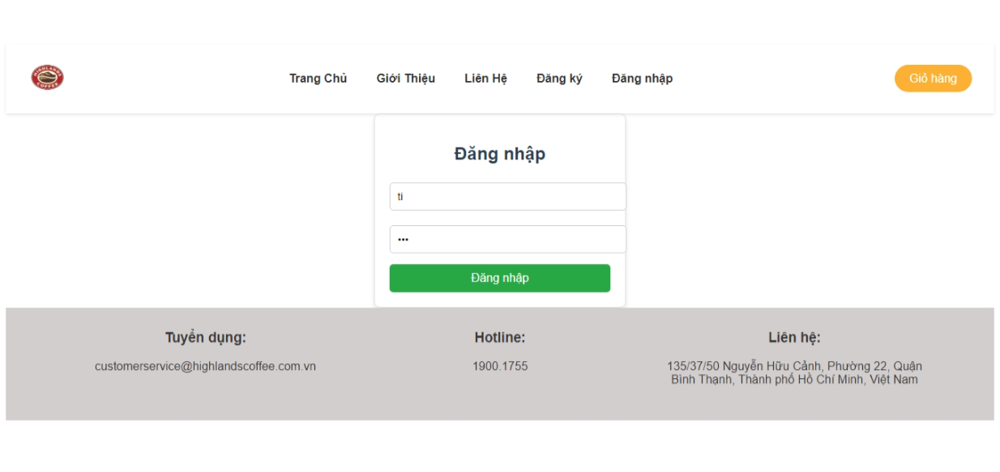 HIGHLANDS COFFEE
Trang Chủ Giới Thiệu Liên Hệ Đăng ký Đăng nhập Giỏ hàng
Đăng nhập
ti
•••
Đăng nhập
Tuyển dụng: Hotline: Liên hệ:
customerservice@highlandscoffee.com.vn 1900.1755 135/37/50 Nguyễn Hữu Cảnh, Phường 22, Quận
Bình Thạnh, Thành phố Hồ Chí Minh, Việt Nam